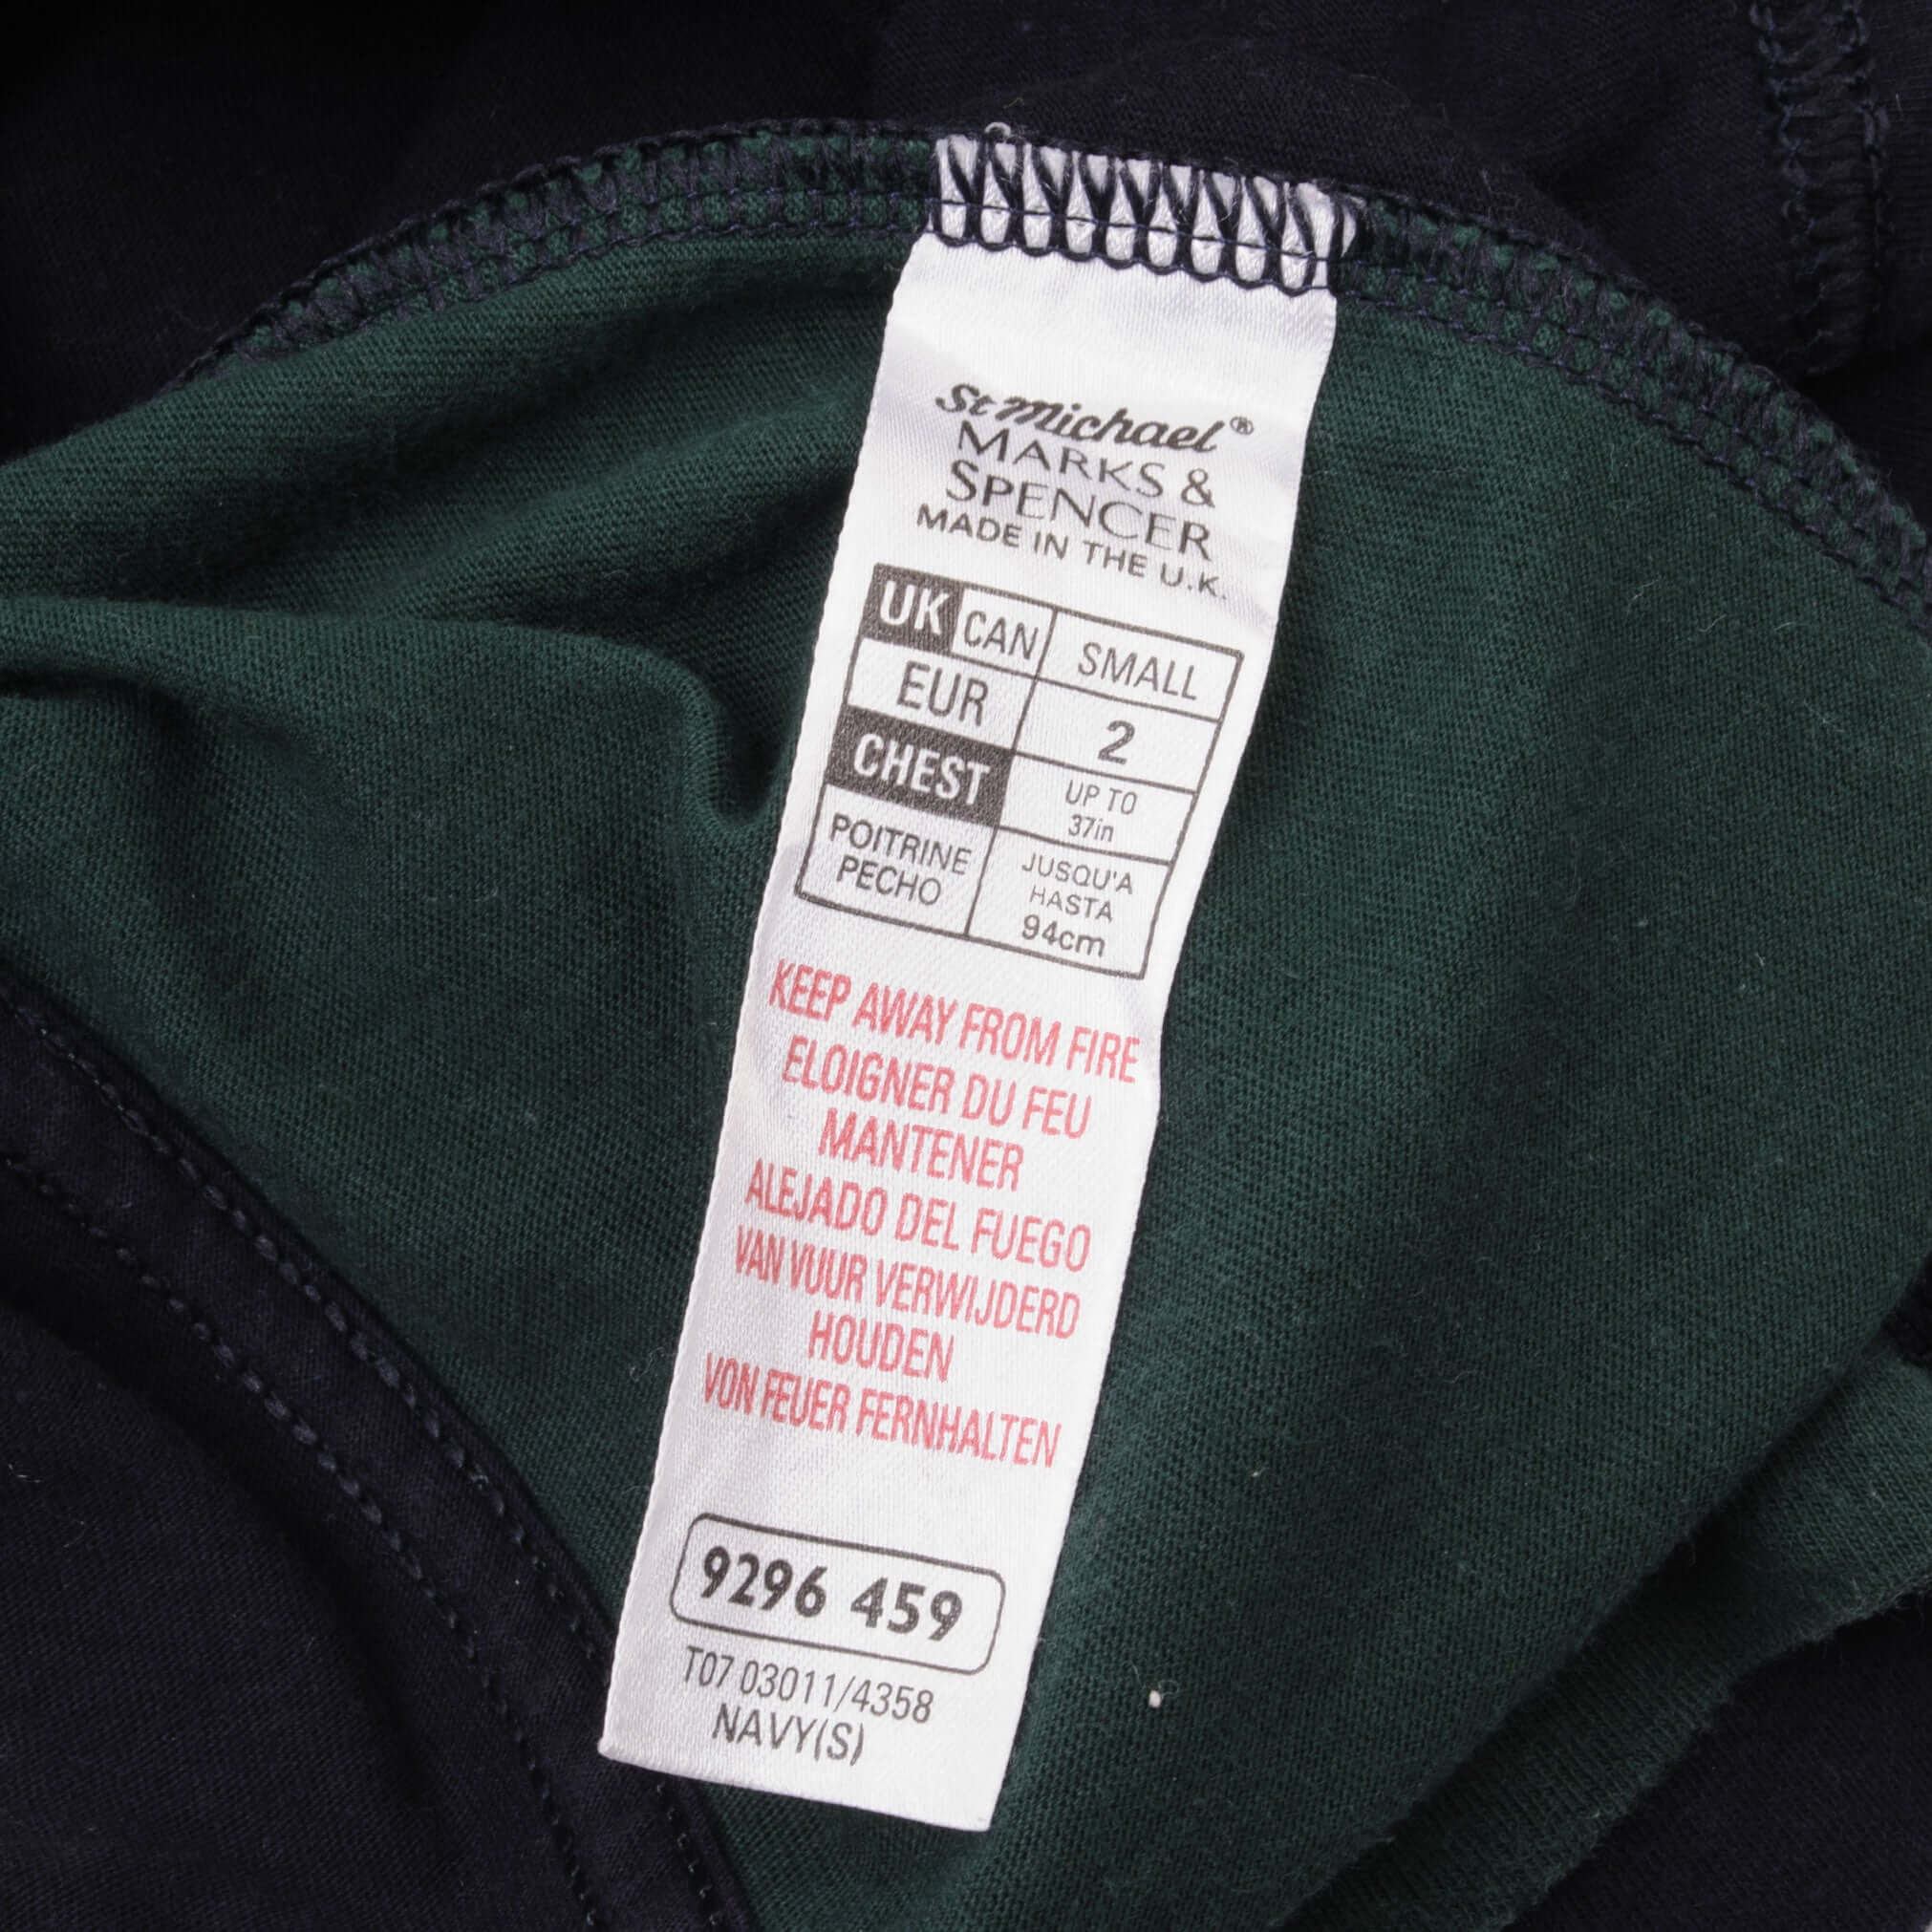 St Michael®
MARKS &
SPENCER
MADE IN THE U.K.
UK CAN SMALL
EUR 2
CHEST UP TO
37in
POITRINE JUSQU'A
PECHO HASTA
94cm
KEEP AWAY FROM FIRE
ELOIGNER DU FEU
MANTENER
ALEJADO DEL FUEGO
VAN VUUR VERWIJDERD
HOUDEN
VON FEUER FERNHALTEN
9296 459
T07 03011/4358
NAVY(S)